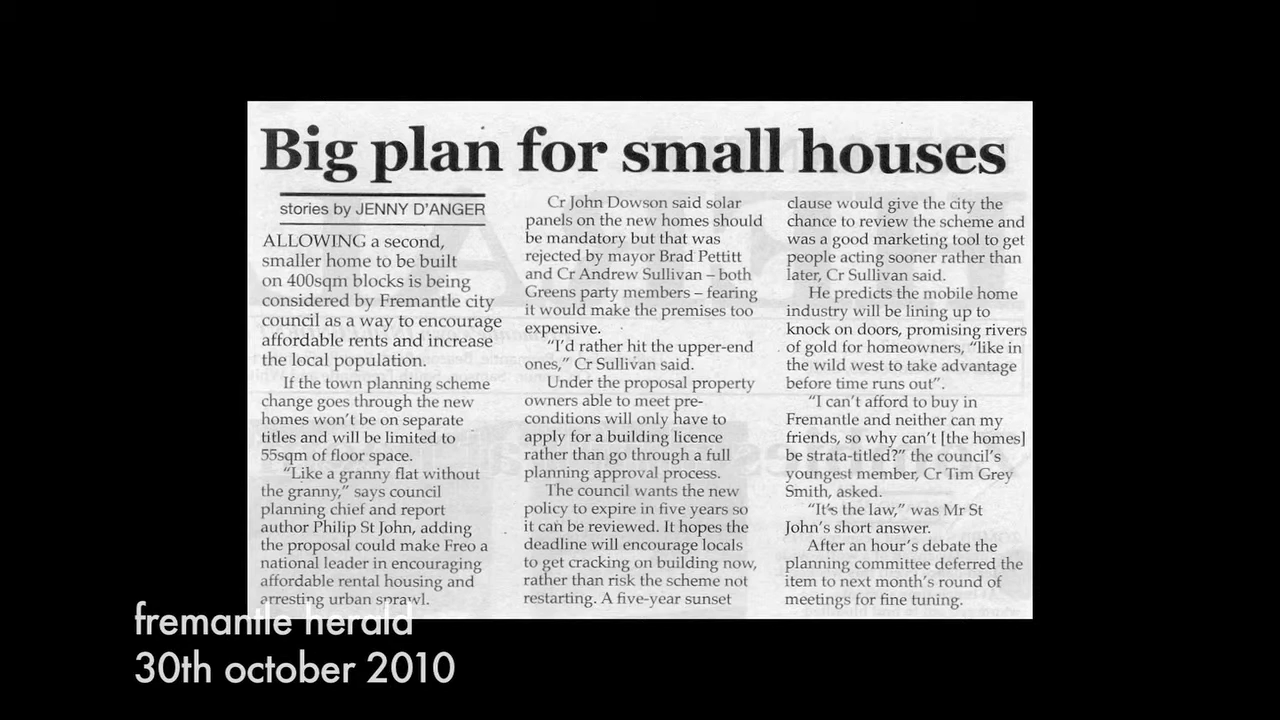 Big plan for small houses
stories by JENNY D'ANGER
ALLOWING a second,
smaller home to be built
on 400sqm blocks is being
considered by Fremantle city
council as a way to encourage
affordable rents and increase
the local population.
If the town planning scheme
change goes through the new
homes won't be on separate
titles and will be limited to
55sqm of floor space.
"Like a granny flat without
the granny," says council
planning chief and report
author Philip St John, adding
the proposal could make Freo a
national leader in encouraging
affordable rental housing and
arresting urban sprawl.
Cr John Dowson said solar
panels on the new homes should
be mandatory but that was
rejected by mayor Brad Pettitt
and Cr Andrew Sullivan – both
Greens party members – fearing
it would make the premises too
expensive.
"I'd rather hit the upper-end
ones," Cr Sullivan said.
Under the proposal property
owners able to meet pre-
conditions will only have to
apply for a building licence
rather than go through a full
planning approval process.
The council wants the new
policy to expire in five years so
it can be reviewed. It hopes the
deadline will encourage locals
to get cracking on building now,
rather than risk the scheme not
restarting. A five-year sunset
clause would give the city the
chance to review the scheme and
was a good marketing tool to get
people acting sooner rather than
later, Cr Sullivan said.
He predicts the mobile home
industry will be lining up to
knock on doors, promising rivers
of gold for homeowners, "like in
the wild west to take advantage
before time runs out".
"I can't afford to buy in
Fremantle and neither can my
friends, so why can't [the homes]
be strata-titled?" the council's
youngest member, Cr Tim Grey
Smith, asked.
"It's the law," was Mr St
John's short answer.
After an hour's debate the
planning committee deferred the
item to next month's round of
meetings for fine tuning.
fremantle herald
30th october 2010